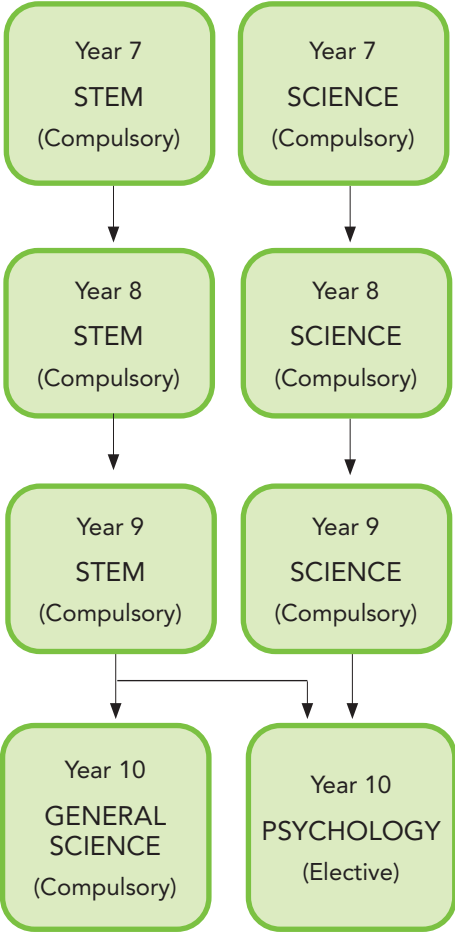 Year 7
STEM
(Compulsory)
Year 7
SCIENCE
(Compulsory)
Year 8
STEM
(Compulsory)
Year 8
SCIENCE
(Compulsory)
Year 9
STEM
(Compulsory)
Year 9
SCIENCE
(Compulsory)
Year 10
GENERAL
SCIENCE
(Compulsory)
Year 10
PSYCHOLOGY
(Elective)